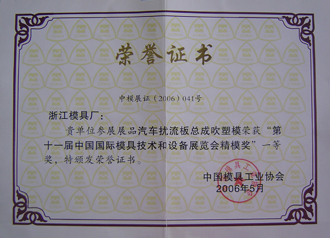 荣誉证书
中模展证（2006）041号
浙江模具厂：
贵单位参展展品汽车扰流板总成吹塑模荣获“第
十一届中国国际模具技术和设备展览会精模奖”一等
奖，特颁发荣誉证书。
中国模具工业协会
2006年5月